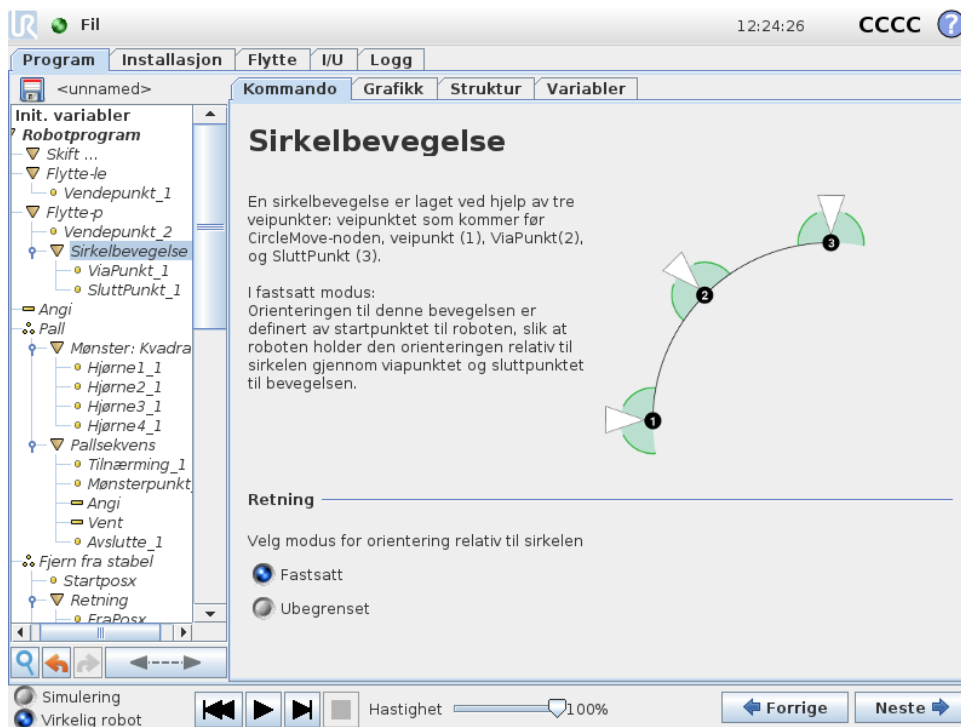 UR Fil 12:24:26 CCCC ?
Program Installasjon Flytte I/U Logg
<unnamed>
Kommando Grafikk Struktur Variabler
Init. variabler
Robotprogram
Skift ...
Flytte-le
Vendepunkt_1
Flytte-p
Vendepunkt_2
Sirkelbevegelse
ViaPunkt_1
SluttPunkt_1
Angi
Pall
Mønster: Kvadra
Hjørne1_1
Hjørne2_1
Hjørne3_1
Hjørne4_1
Pallsekvens
Tilnærming_1
Mønsterpunkt_
Angi
Vent
Avslutte_1
Fjern fra stabel
Startposx
Retning
FraPosx
Sirkelbevegelse
En sirkelbevegelse er laget ved hjelp av tre
veipunkter: veipunktet som kommer før
CircleMove-noden, veipunkt (1), ViaPunkt(2),
og SluttPunkt (3).
I fastsatt modus:
Orienteringen til denne bevegelsen er
definert av startpunktet til roboten, slik at
roboten holder den orienteringen relativ til
sirkelen gjennom viapunktet og sluttpunktet
til bevegelsen.
3
2
1
Retning
Velg modus for orientering relativ til sirkelen
Fastsatt
Ubegrenset
Simulering
Virkelig robot
Hastighet 100%
Forrige Neste